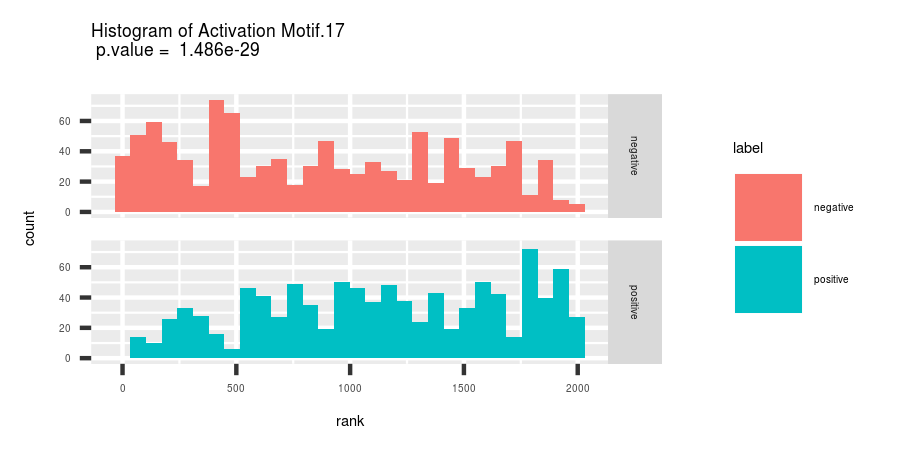 Histogram of Activation Motif.17
p.value = 1.486e-29
count
60
40
20
0
negative
60
40
20
0
positive
0 500 1000 1500 2000
rank
label
negative
positive